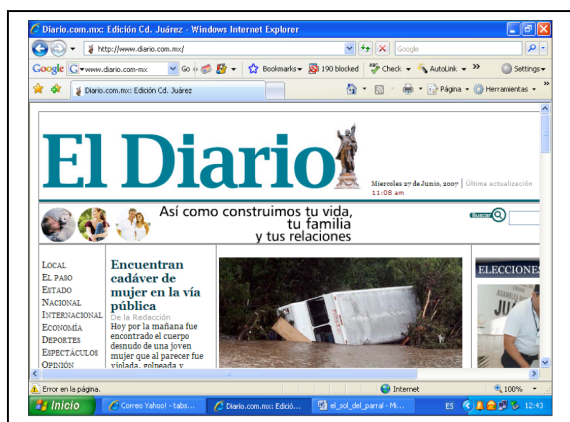 Diario.com.mx: Edición Cd. Juárez - Windows Internet Explorer
http://www.diario.com.mx/
Google
Google G www.diario.com-mx Go Bookmarks 190 blocked ABC Check AutoLink » Settings
Diario.com.mx: Edición Cd. Juárez Página Herramientas »
El Diario
Miercoles 27 de Junio, 2007 | Última actualización
11:08 am
Así como construimos tu vida,
tu familia
y tus relaciones
Buscar
LOCAL
EL PASO
ESTADO
NACIONAL
INTERNACIONAL
ECONOMÍA
DEPORTES
ESPECTÁCULOS
OPINIÓN
Encuentran
cadáver de
mujer en la vía
pública
De la Redacción
Hoy por la mañana fue
encontrado el cuerpo
desnudo de una joven
mujer que al parecer fue
violada, golpeada y
ELECCIONE
ASAMBLEA
JUÁ
Error en la página. Internet 100%
Inicio Correo Yahoo! - tabs... Diario.com.mx: Edició... el_sol_del_parral - Mi... ES 12:43